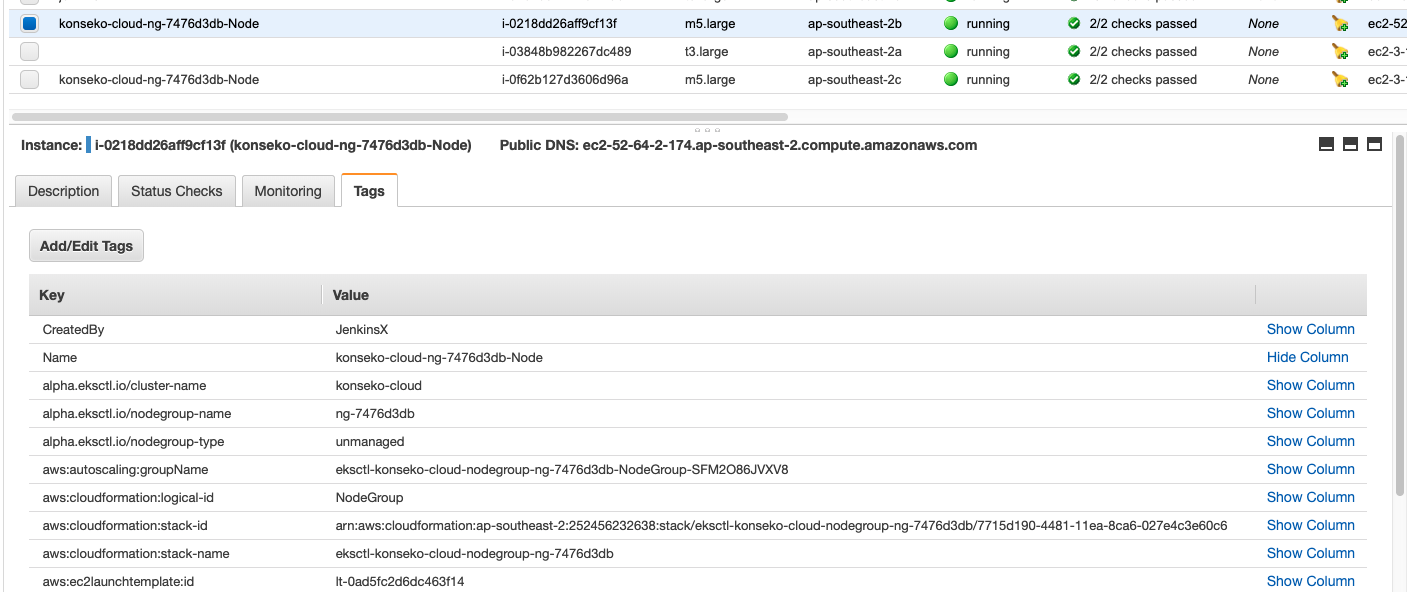 konseko-cloud-ng-7476d3db-Node i-0218dd26aff9cf13f m5.large ap-southeast-2b running 2/2 checks passed None ec2-52
i-03848b982267dc489 t3.large ap-southeast-2a running 2/2 checks passed None ec2-3-
konseko-cloud-ng-7476d3db-Node i-0f62b127d3606d96a m5.large ap-southeast-2c running 2/2 checks passed None ec2-3-
Instance: i-0218dd26aff9cf13f (konseko-cloud-ng-7476d3db-Node) Public DNS: ec2-52-64-2-174.ap-southeast-2.compute.amazonaws.com
Description Status Checks Monitoring Tags
Add/Edit Tags
Key Value
CreatedBy JenkinsX Show Column
Name konseko-cloud-ng-7476d3db-Node Hide Column
alpha.eksctl.io/cluster-name konseko-cloud Show Column
alpha.eksctl.io/nodegroup-name ng-7476d3db Show Column
alpha.eksctl.io/nodegroup-type unmanaged Show Column
aws:autoscaling:groupName eksctl-konseko-cloud-nodegroup-ng-7476d3db-NodeGroup-SFM2O86JVXV8 Show Column
aws:cloudformation:logical-id NodeGroup Show Column
aws:cloudformation:stack-id arn:aws:cloudformation:ap-southeast-2:252456232638:stack/eksctl-konseko-cloud-nodegroup-ng-7476d3db/7715d190-4481-11ea-8ca6-027e4c3e60c6 Show Column
aws:cloudformation:stack-name eksctl-konseko-cloud-nodegroup-ng-7476d3db Show Column
aws:ec2launchtemplate:id lt-0ad5fc2d6dc463f14 Show Column